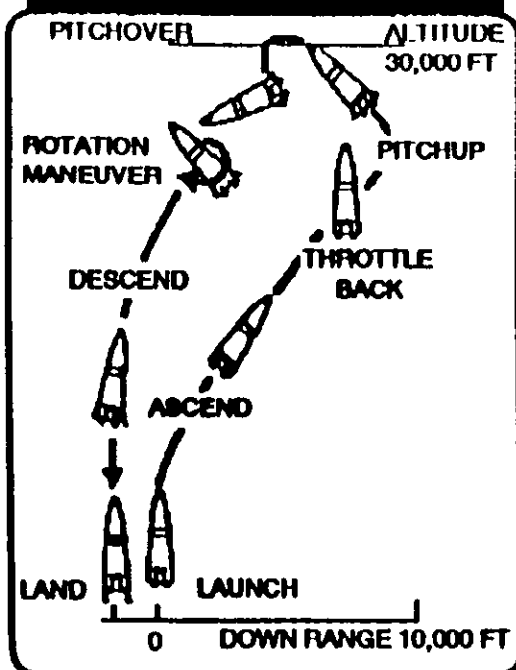 PITCHOVER
ALTITUDE
30,000 FT
ROTATION
MANEUVER
PITCHUP
THROTTLE
BACK
DESCEND
ASCEND
LAND
LAUNCH
0
DOWN RANGE 10,000 FT